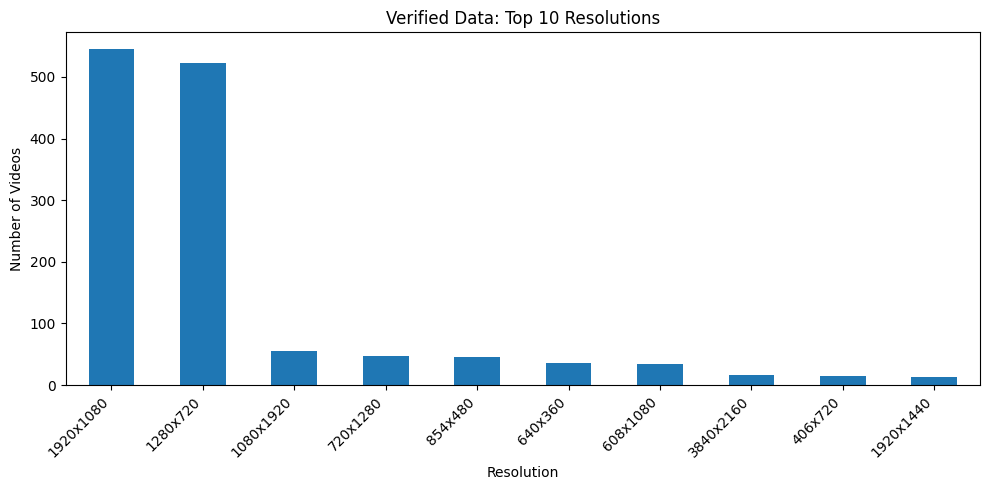 Verified Data: Top 10 Resolutions
Number of Videos
500
400
300
200
100
0
1920x1080
1280x720
1080x1920
720x1280
854x480
640x360
608x1080
3840x2160
406x720
1920x1440
Resolution